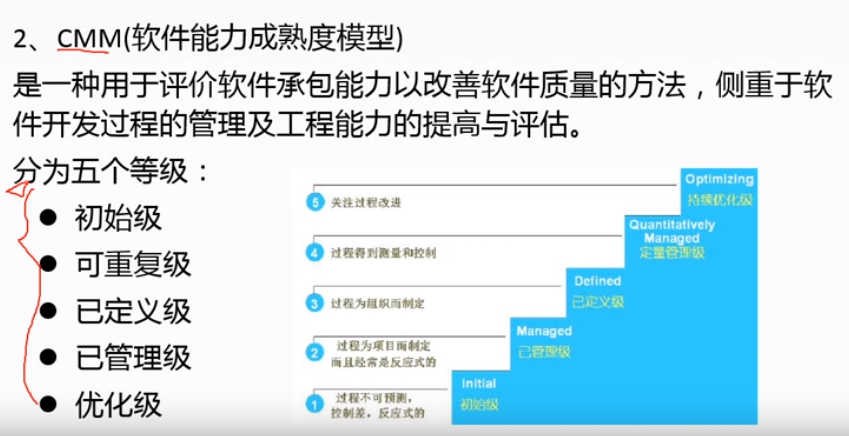 2、CMM(软件能力成熟度模型)
是一种用于评价软件承包能力以改善软件质量的方法，侧重于软
件开发过程的管理及工程能力的提高与评估。
分为五个等级：
● 初始级
● 可重复级
● 已定义级
● 已管理级
● 优化级
Optimizing
持续优化级
5 关注过程改进
Quantitatively
Managed
定量管理级
4 过程得到测量和控制
Defined
已定义级
3 过程为组织而制定
Managed
已管理级
2 过程为项目而制定
而且经常是反应式的
Initial
初始级
1 过程不可预测，
控制差，反应式的